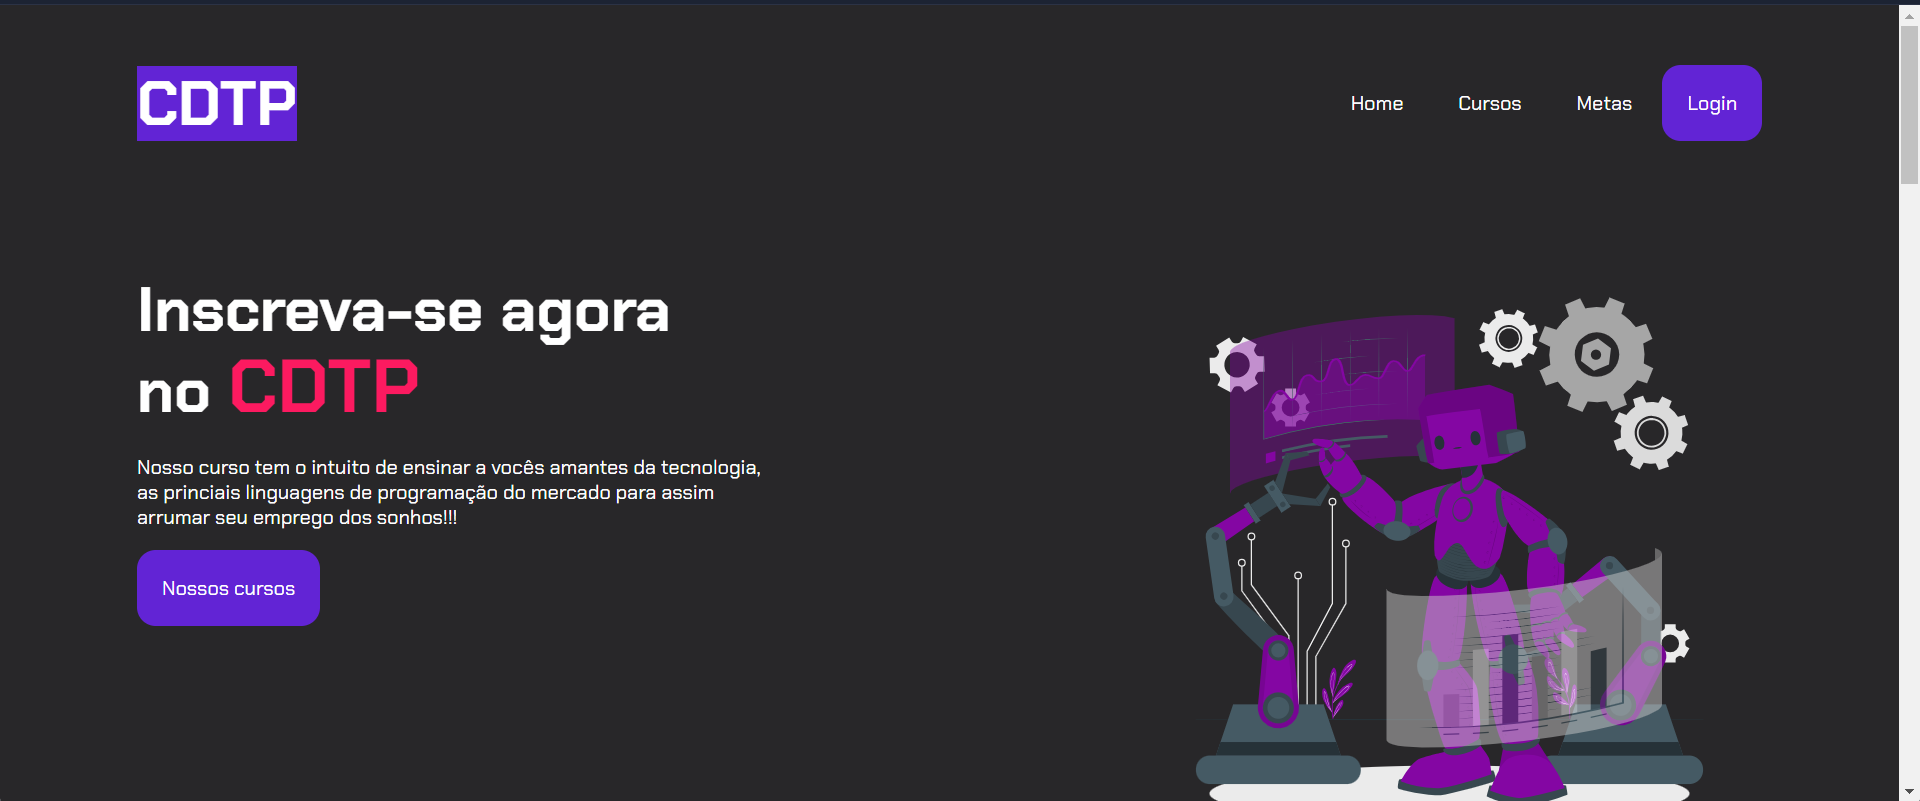 CDTP
Home Cursos Metas Login
Inscreva-se agora
no CDTP
Nosso curso tem o intuito de ensinar a vocês amantes da tecnologia,
as princiais linguagens de programação do mercado para assim
arrumar seu emprego dos sonhos!!!
Nossos cursos